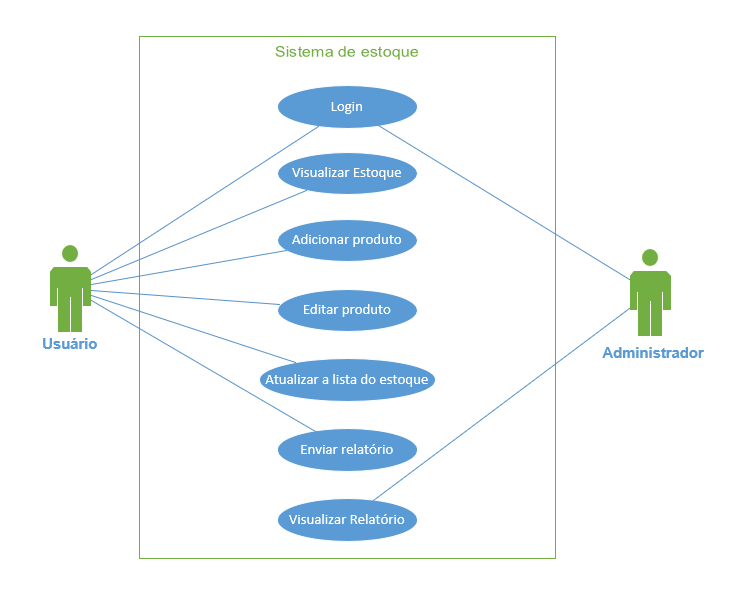 Sistema de estoque
Login
Visualizar Estoque
Adicionar produto
Editar produto
Usuário
Administrador
Atualizar a lista do estoque
Enviar relatório
Visualizar Relatório